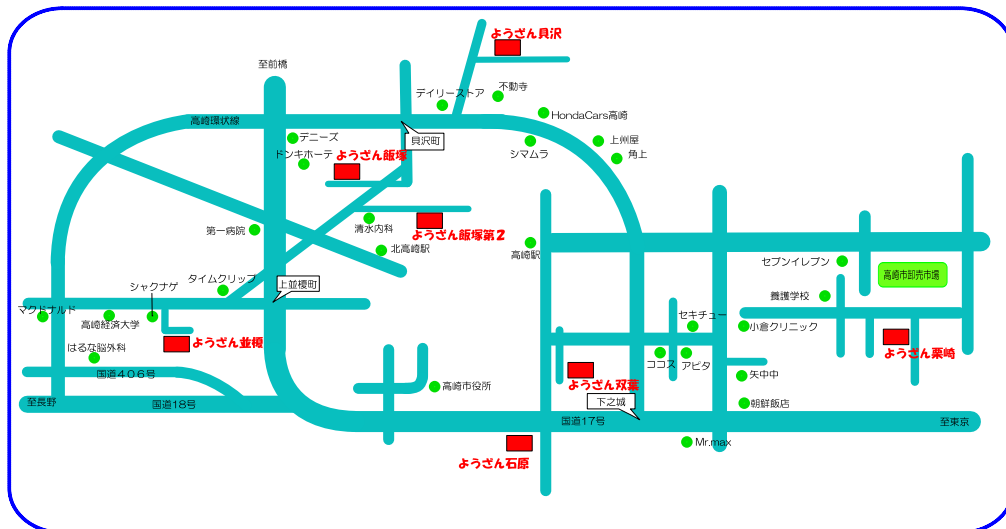 ようざん貝沢
至前橋
デイリーストア
不動寺
HondaCars高崎
高崎環状線
デニーズ
貝沢町
シマムラ
上州屋
角上
ドンキホーテ
ようざん飯塚
清水内科
ようざん飯塚第2
第一病院
北高崎駅
高崎駅
セブンイレブン
高崎市卸売市場
タイムクリップ
上並榎町
シャクナゲ
養護学校
マクドナルド
高崎経済大学
セキチュー
小倉クリニック
はるな脳外科
ようざん並榎
ココス
アピタ
ようざん栗崎
国道406号
矢中中
高崎市役所
ようざん双葉
至長野
国道18号
下之城
朝鮮飯店
国道17号
至東京
Mr.max
ようざん石原